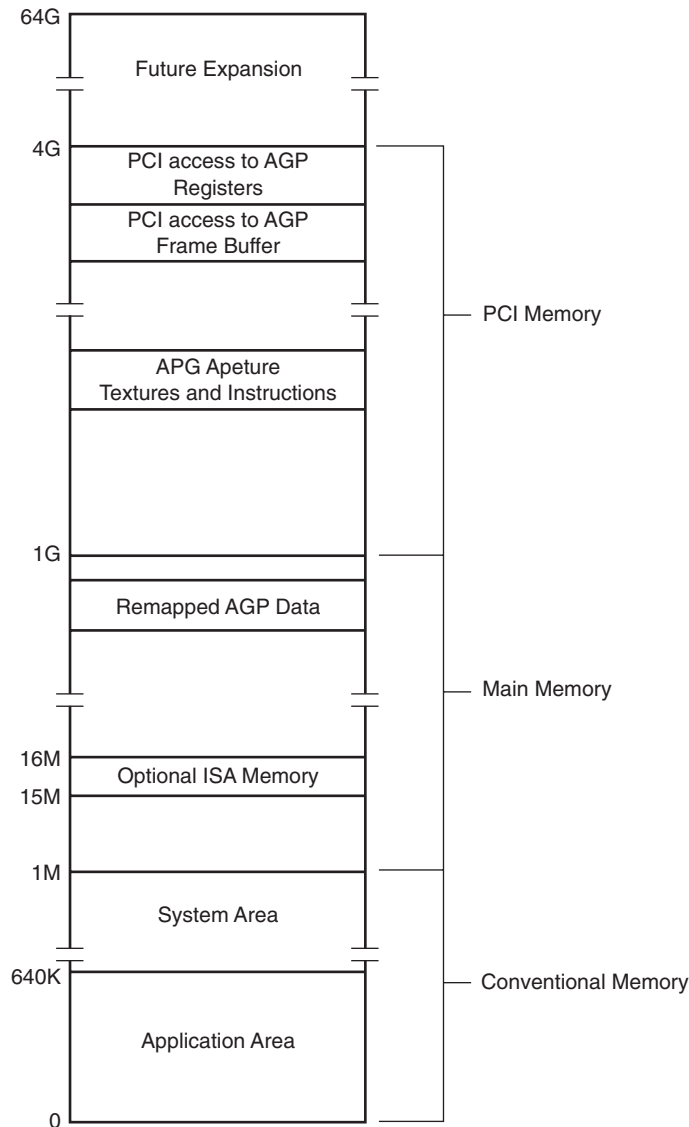 64G
Future Expansion
4G
PCI access to AGP
Registers
PCI access to AGP
Frame Buffer
PCI Memory
APG Apeture
Textures and Instructions
1G
Remapped AGP Data
Main Memory
16M
Optional ISA Memory
15M
1M
System Area
640K
Conventional Memory
Application Area
0